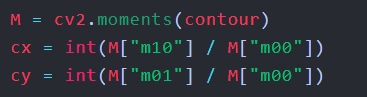 M = cv2.moments(contour)
cx = int(M["m10"] / M["m00"])
cy = int(M["m01"] / M["m00"])